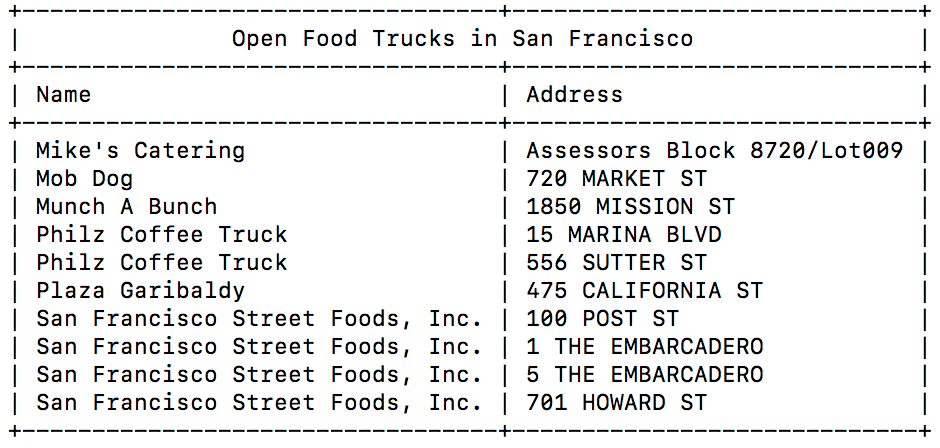 Open Food Trucks in San Francisco
Name | Address
Mike's Catering | Assessors Block 8720/Lot009
Mob Dog | 720 MARKET ST
Munch A Bunch | 1850 MISSION ST
Philz Coffee Truck | 15 MARINA BLVD
Philz Coffee Truck | 556 SUTTER ST
Plaza Garibaldy | 475 CALIFORNIA ST
San Francisco Street Foods, Inc. | 100 POST ST
San Francisco Street Foods, Inc. | 1 THE EMBARCADERO
San Francisco Street Foods, Inc. | 5 THE EMBARCADERO
San Francisco Street Foods, Inc. | 701 HOWARD ST